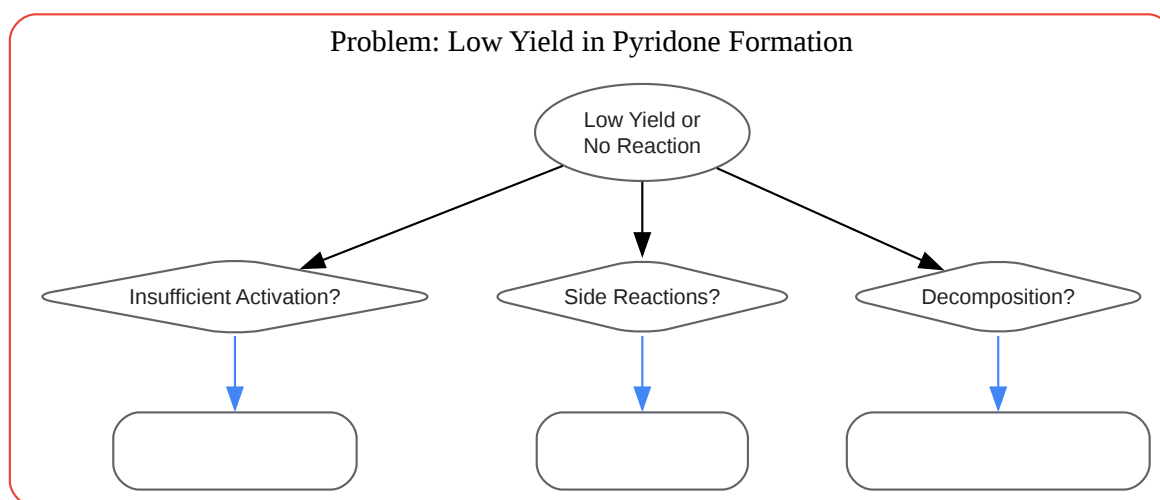 Problem: Low Yield in Pyridone Formation
Low Yield or
No Reaction
Insufficient Activation?
Side Reactions?
Decomposition?